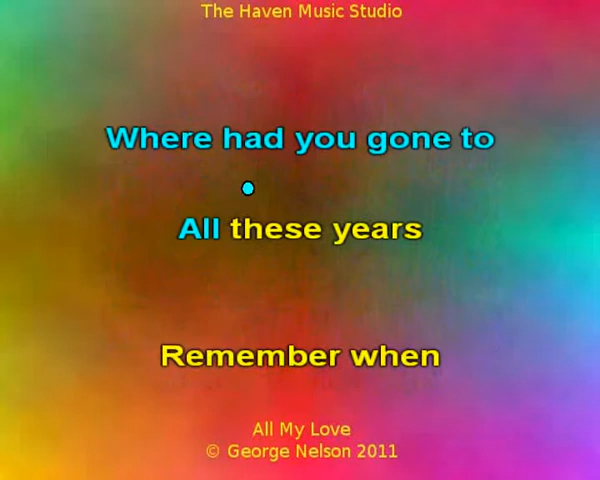 The Haven Music Studio
Where had you gone to
All these years
Remember when
All My Love
© George Nelson 2011